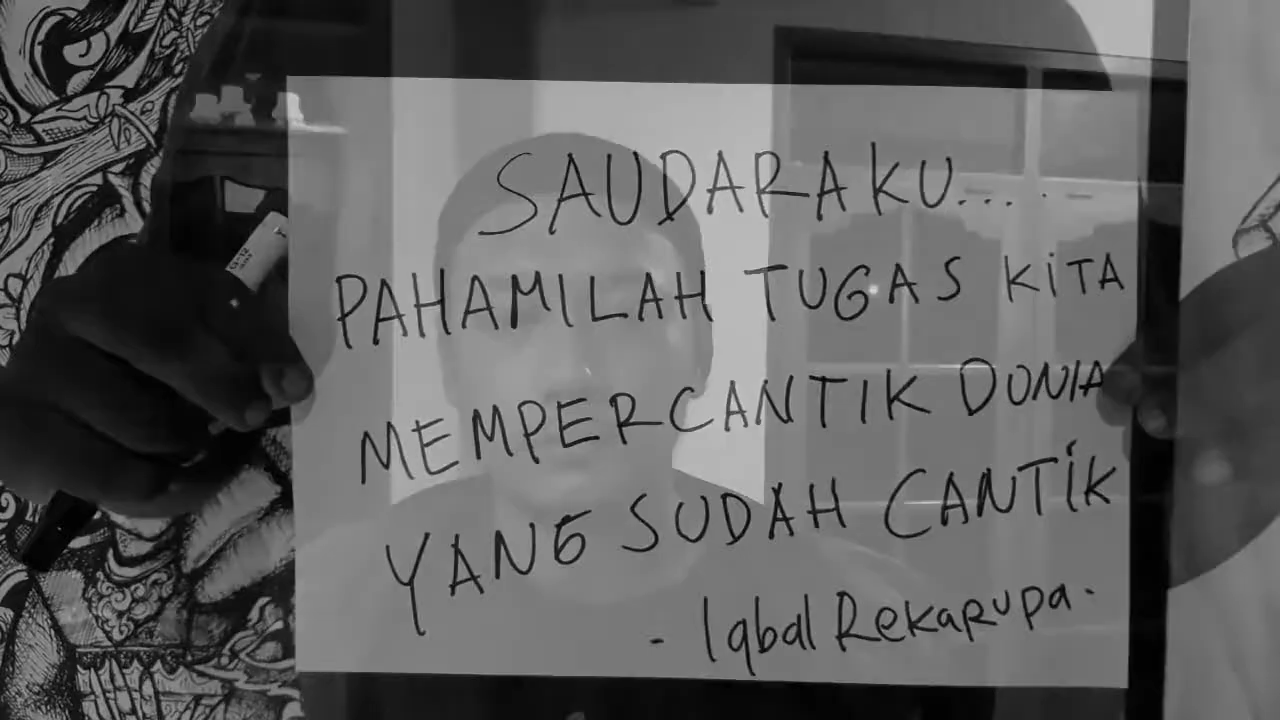 SAUDARAKU....
PAHAMILAH TUGAS KITA
MEMPERCANTIK DUNIA
YANG SUDAH CANTIK
- Iqbal Rekarupa.